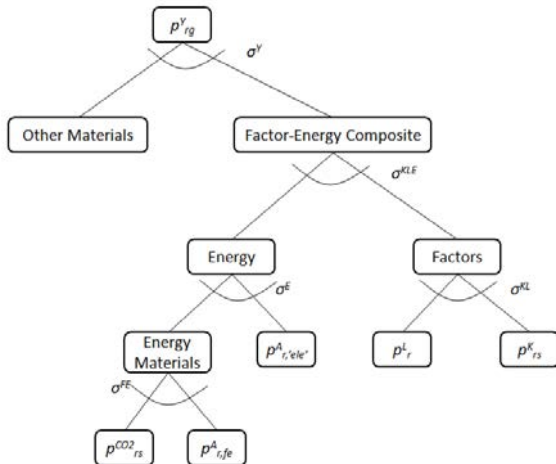 p^Y_rg
σ^Y
Other Materials
Factor-Energy Composite
σ^KLE
Energy
Factors
σ^E
σ^KL
Energy
Materials
p^A_r,'ele'
p^L_r
p^K_rs
σ^FE
p^CO2_rs
p^A_r,fe